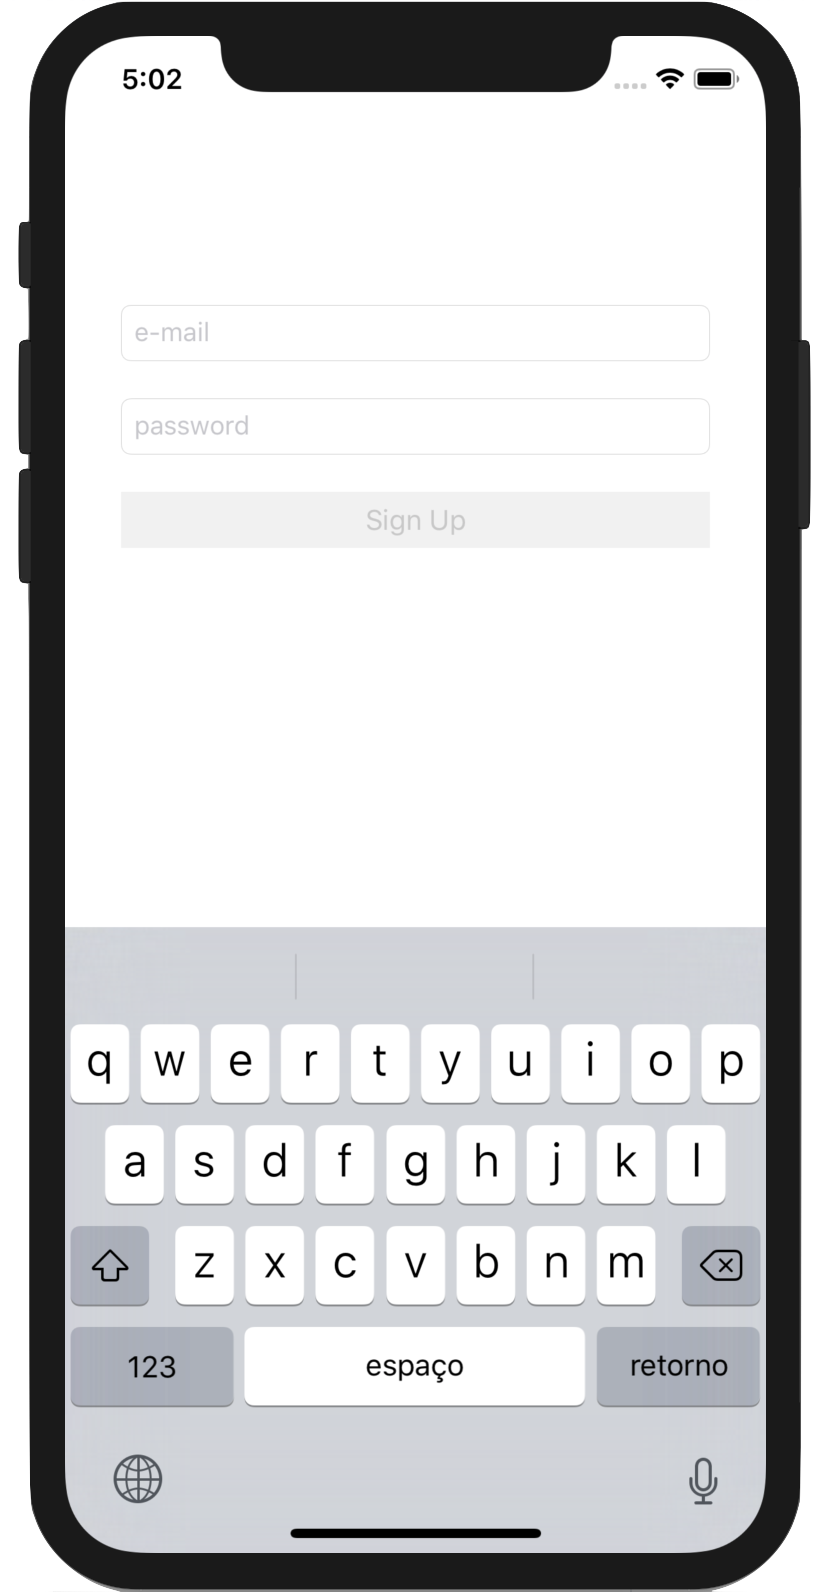 5:02
e-mail
password
Sign Up
q w e r t y u i o p
a s d f g h j k l
z x c v b n m
123 espaço retorno